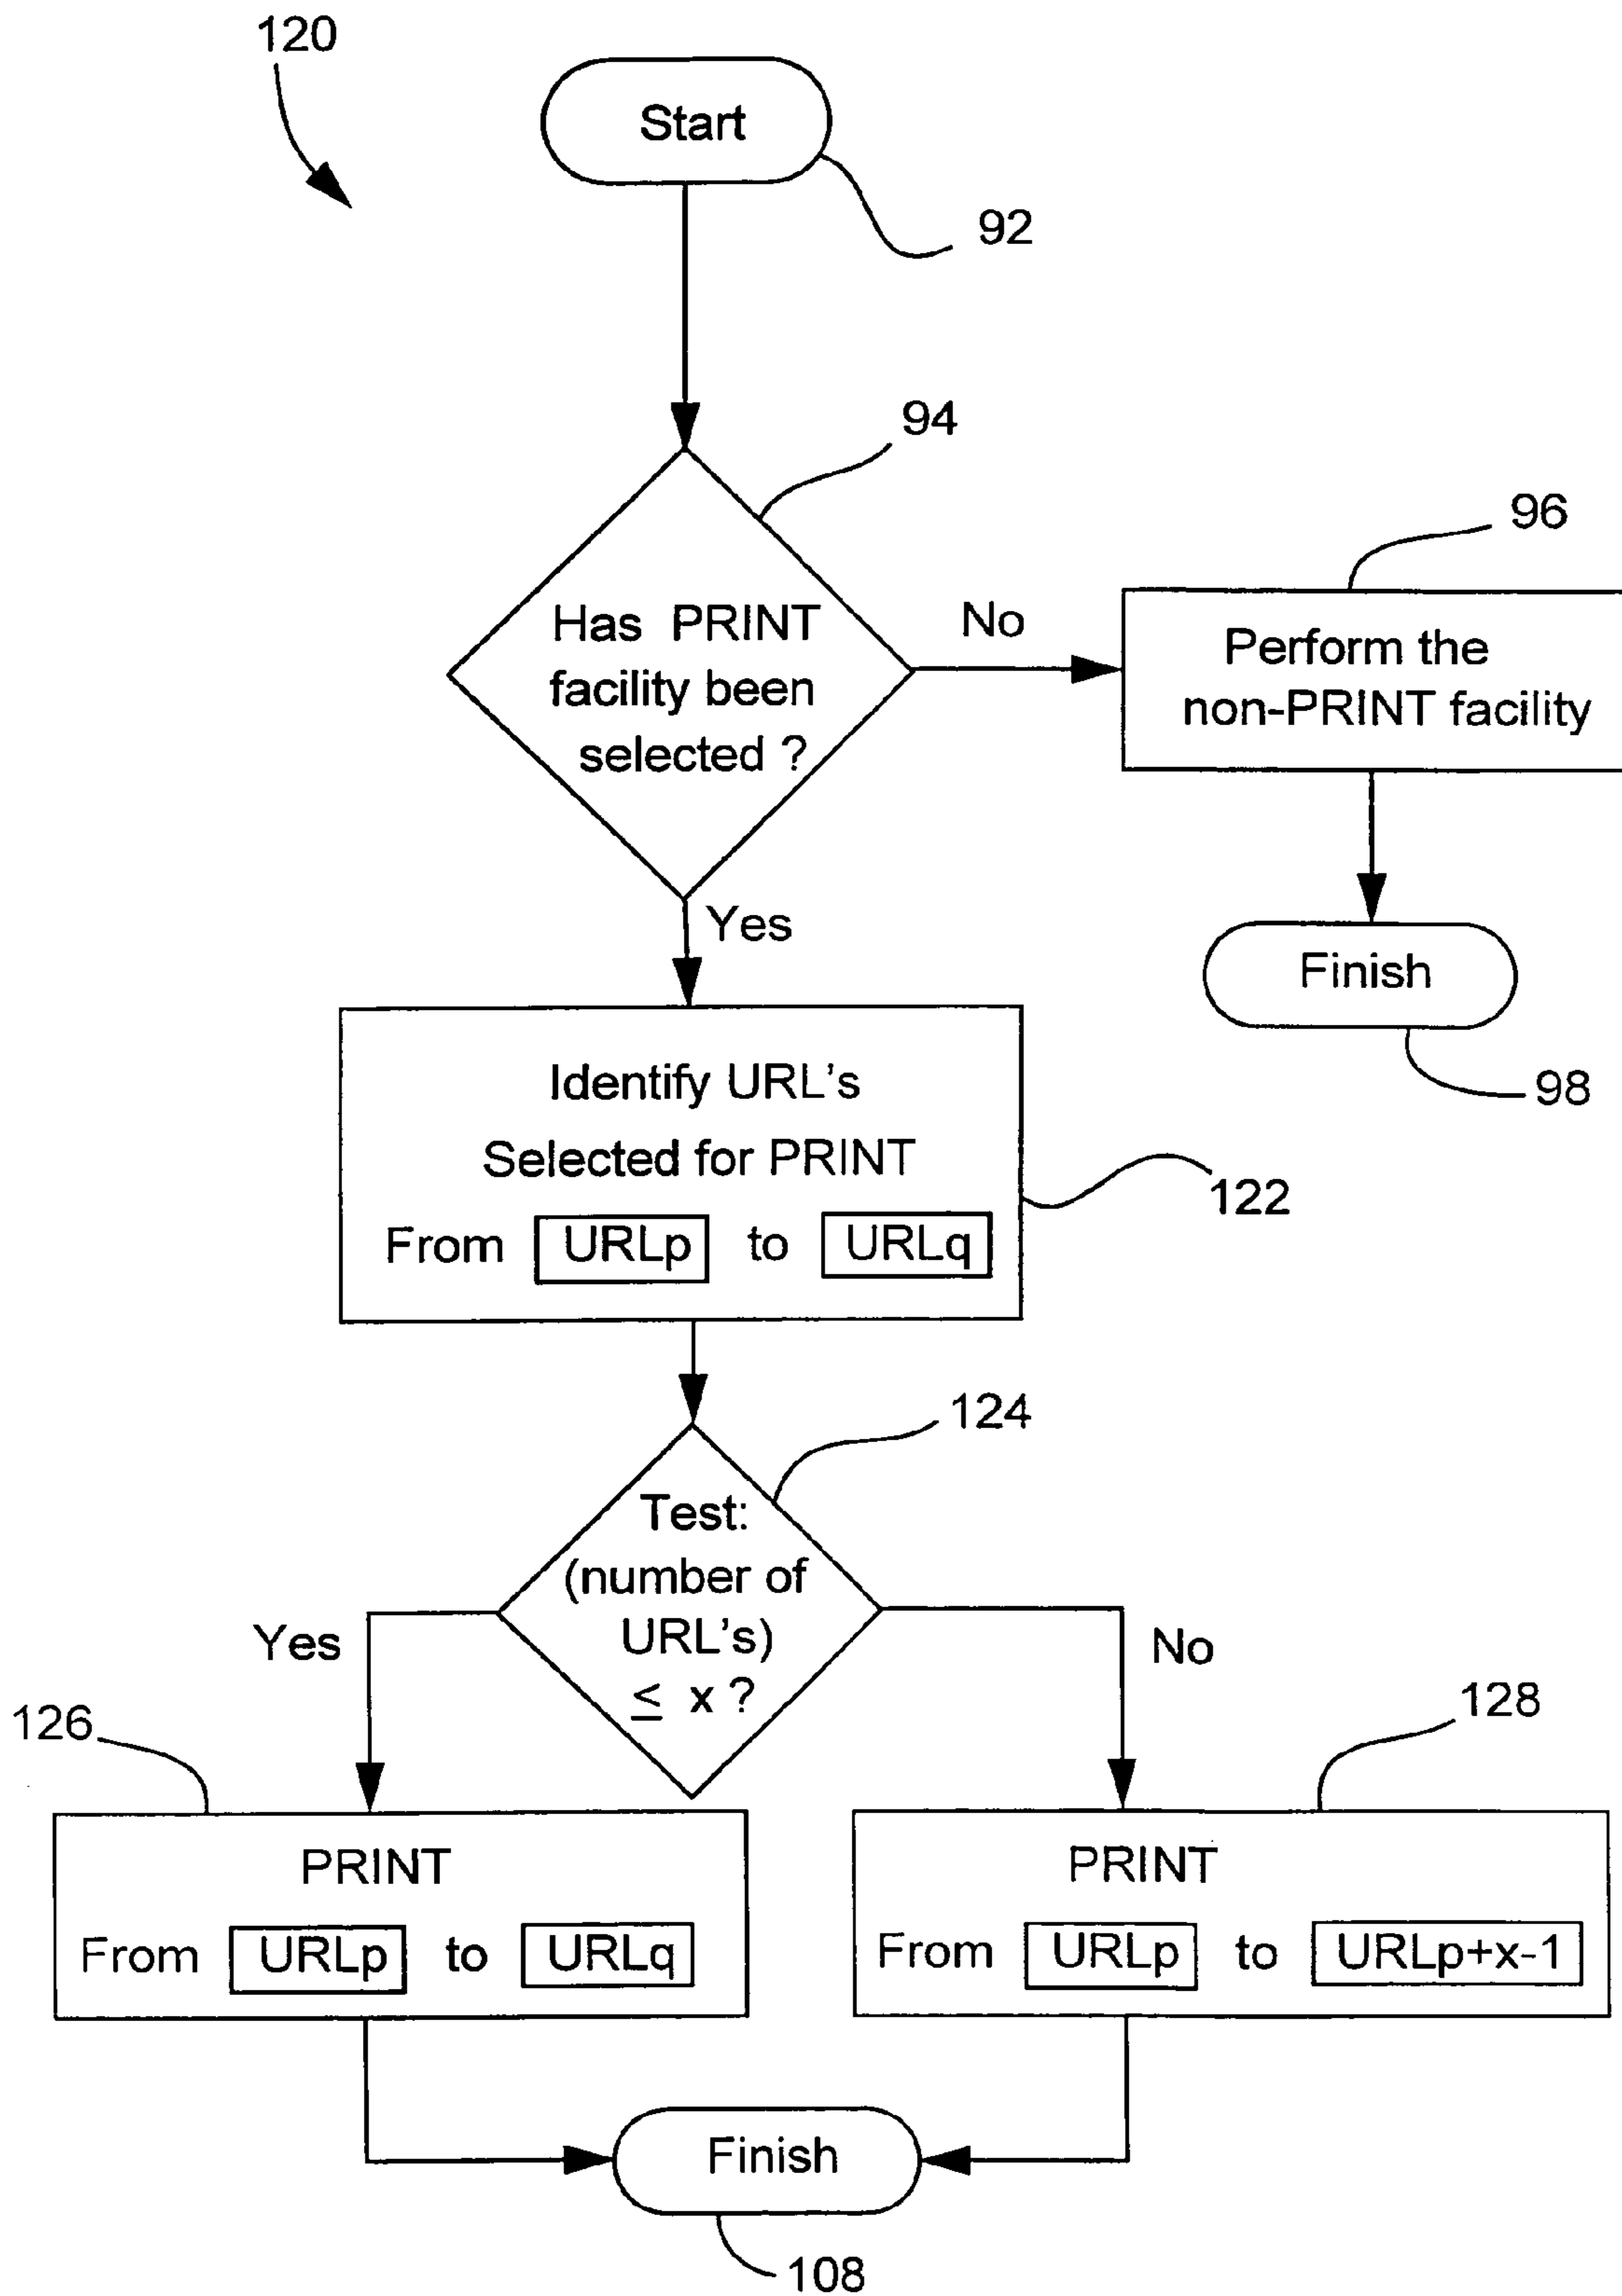 120
Start
92
94
Has PRINT
facility been
selected ?
No
96
Perform the
non-PRINT facility
Yes
Finish
98
Identify URL's
Selected for PRINT
From URLp to URLq
122
124
Test:
(number of
URL's)
≤ x ?
Yes
No
126
128
PRINT
From URLp to URLq
PRINT
From URLp to URLp+x-1
Finish
108